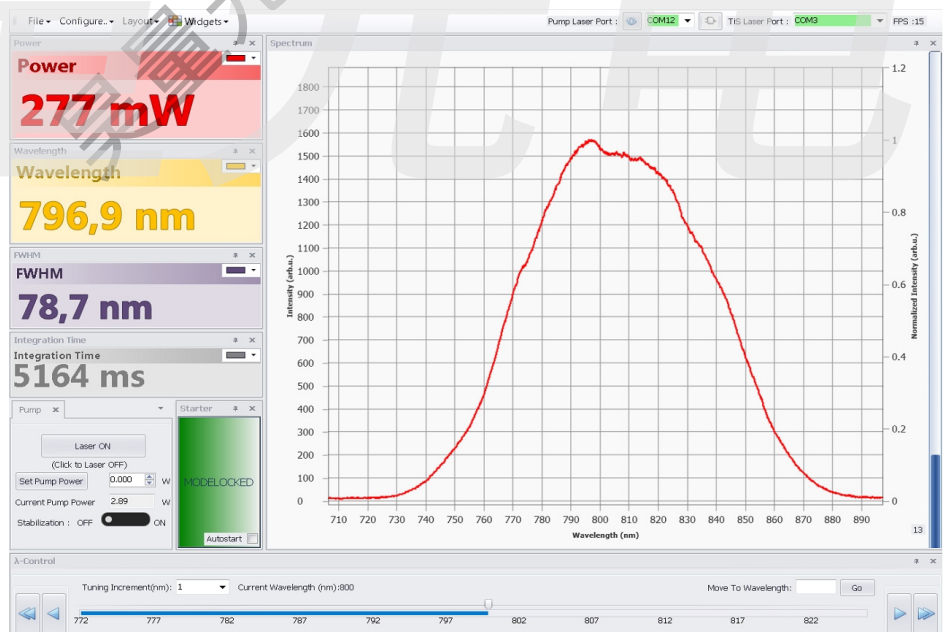 File Configure.. Layout Widgets Pump Laser Port : COM12 TiS Laser Port : COM3 FPS :15
Power
Power
277 mW
Wavelength
Wavelength
796,9 nm
FWHM
FWHM
78,7 nm
Integration Time
Integration Time
5164 ms
Pump
Laser ON
(Click to Laser OFF)
Set Pump Power 0.000 W
Current Pump Power 2.89 W
Stabilization : OFF ON
Starter
MODELOCKED
Autostart
Spectrum
Intensity (arb.u.)
1800
1700
1600
1500
1400
1300
1200
1100
1000
900
800
700
600
500
400
300
200
100
0
710 720 730 740 750 760 770 780 790 800 810 820 830 840 850 860 870 880 890
Wavelength (nm)
1.2
1
0.8
0.6
0.4
0.2
0
Normalized Intensity (arb.u.)
13
λ-Control
Tuning Increment(nm): 1 Current Wavelength (nm):800 Move To Wavelength: Go
772 777 782 787 792 797 802 807 812 817 822